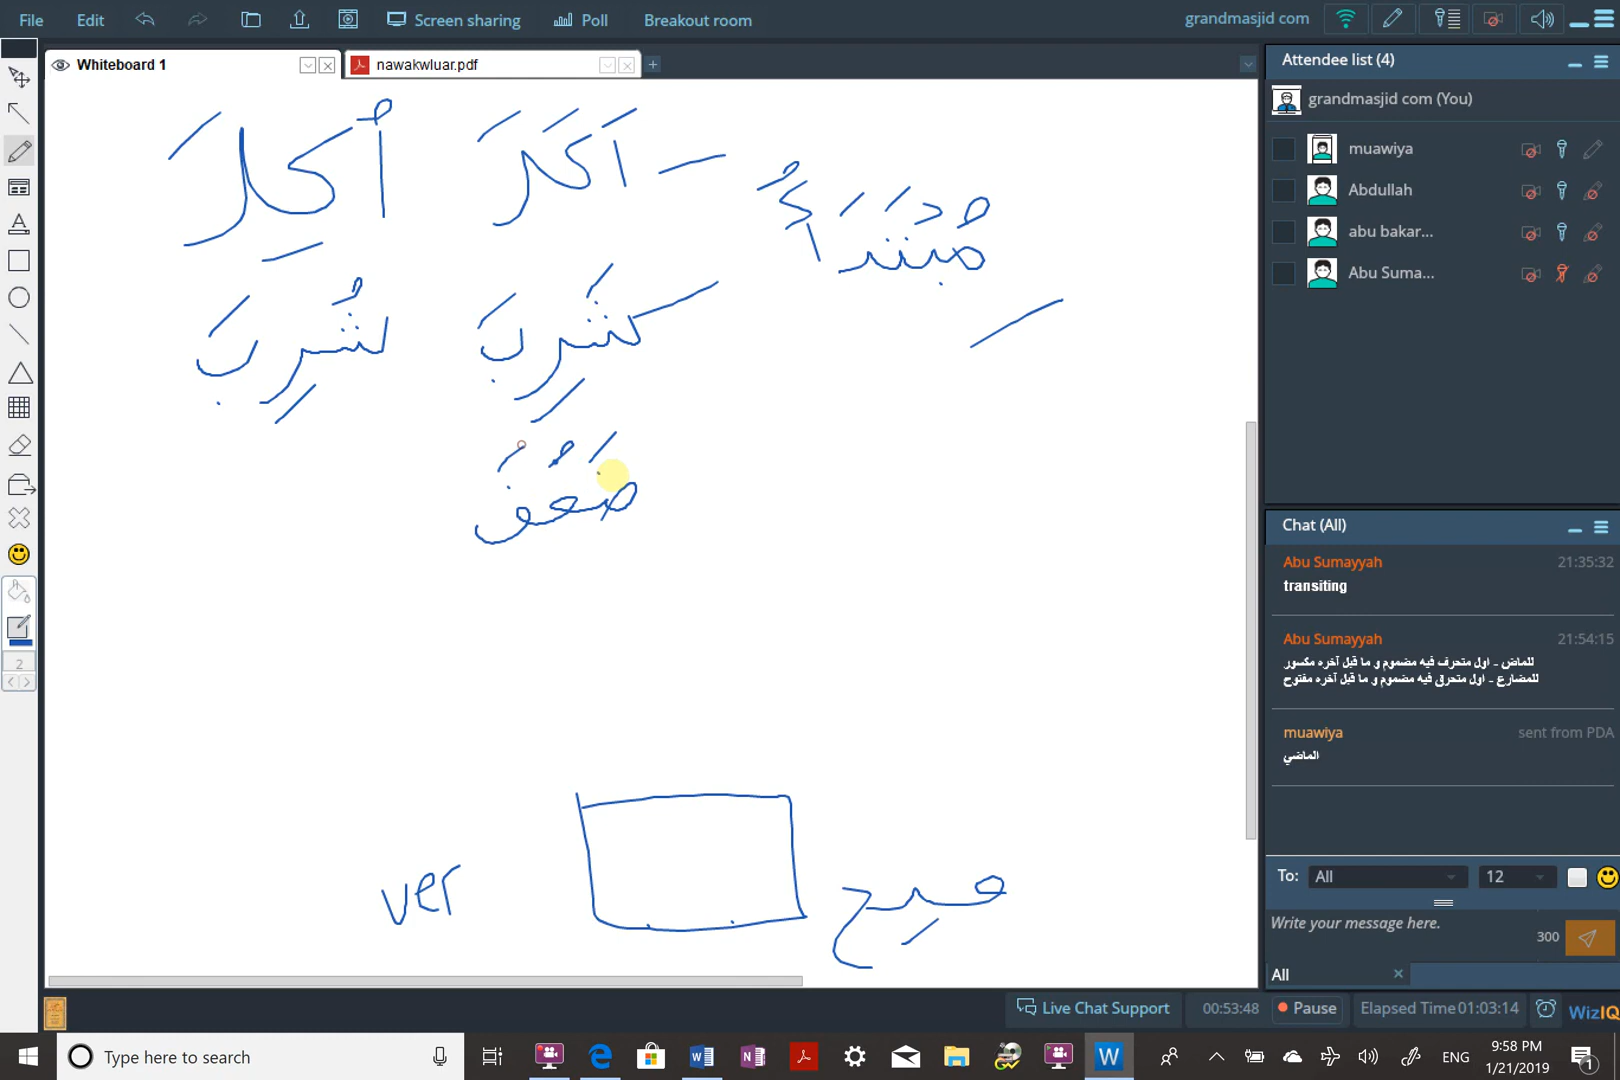 File Edit Screen sharing Poll Breakout room grandmasjid com
Whiteboard 1 nawakwluar.pdf
Attendee list (4)
grandmasjid com (You)
muawiya
Abdullah
abu bakar...
Abu Suma...
أُكِلَ
شَرِبَ شُرِبَ
ضَعُفَ
ver
2
Chat (All)
Abu Sumayyah 21:35:32
transiting
Abu Sumayyah 21:54:15
للماض - اول متحرف فيه مضموم و ما قبل آخره مكسور
للمضارع - اول متحرق فيه مضموم و ما قبل آخره مفتوح
muawiya sent from PDA
الماضي
To: All 12
Write your message here. 300
All
Live Chat Support 00:53:48 Pause Elapsed Time 01:03:14 WizIQ
Type here to search ENG 9:58 PM
1/21/2019
1